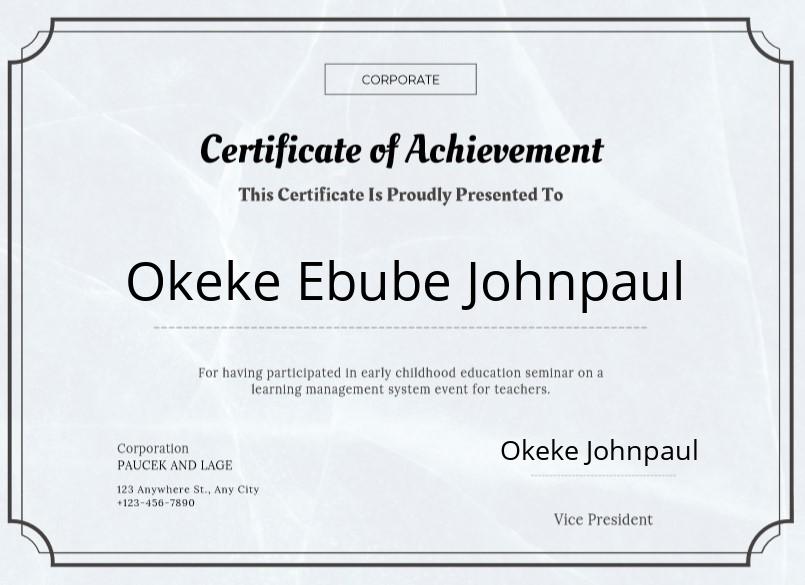 CORPORATE
Certificate of Achievement
This Certificate Is Proudly Presented To
Okeke Ebube Johnpaul
For having participated in early childhood education seminar on a
learning management system event for teachers.
Corporation
PAUCEK AND LAGE
123 Anywhere St., Any City
+123-456-7890
Okeke Johnpaul
Vice President